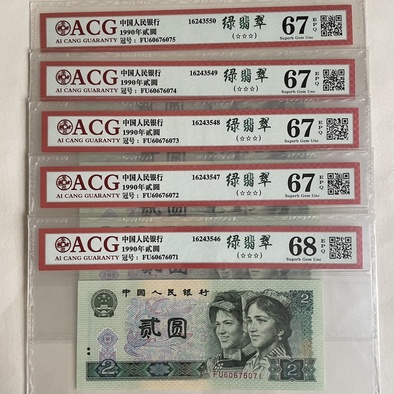 ACG 中国人民银行 16243550 绿翡翠 67 EPQ
1990年贰圆 (☆☆☆)
AI CANG GUARANTY 冠号: FU60676075 Superb Gem Unc
ACG 中国人民银行 16243549 绿翡翠 67 EPQ
1990年贰圆 (☆☆☆)
AI CANG GUARANTY 冠号: FU60676074 Superb Gem Unc
ACG 中国人民银行 16243548 绿翡翠 67 EPQ
1990年贰圆 (☆☆☆)
AI CANG GUARANTY 冠号: FU60676073 Superb Gem Unc
ACG 中国人民银行 16243547 绿翡翠 67 EPQ
1990年贰圆 (☆☆☆)
AI CANG GUARANTY 冠号: FU60676072 Superb Gem Unc
ACG 中国人民银行 16243546 绿翡翠 68 EPQ
1990年贰圆 (☆☆☆)
AI CANG GUARANTY 冠号: FU60676071 Superb Gem Unc
中国人民银行 2
贰圆
2 FU60676071 2